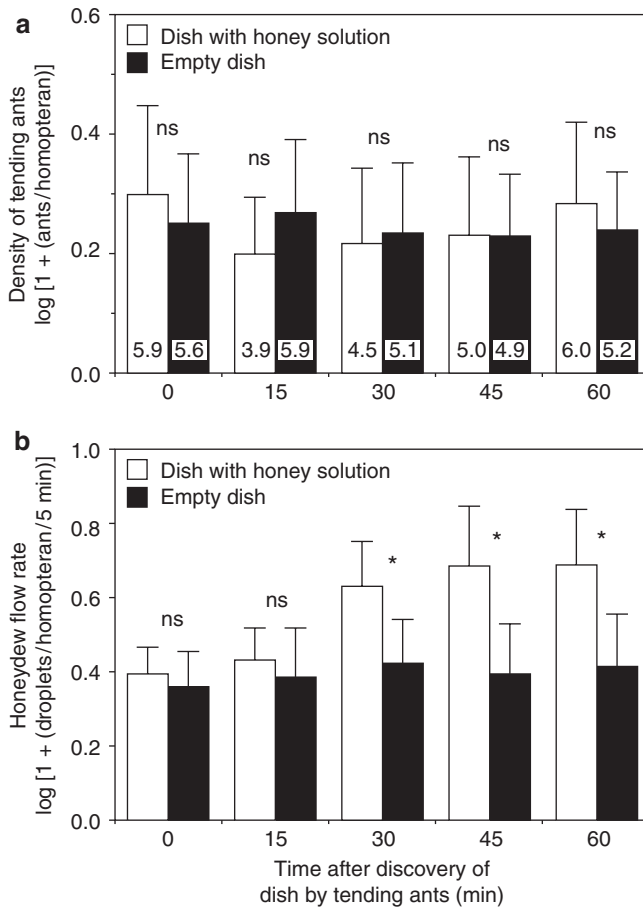 a
Dish with honey solution
Empty dish
Density of tending ants
log [1 + (ants/homopteran)]
0.6
0.4
0.2
0.0
ns ns ns ns ns
5.9 5.6 3.9 5.9 4.5 5.1 5.0 4.9 6.0 5.2
0 15 30 45 60
b
Dish with honey solution
Empty dish
Honeydew flow rate
log [1 + (droplets/homopteran/5 min)]
1.0
0.8
0.6
0.4
0.2
0.0
ns ns * * *
0 15 30 45 60
Time after discovery of
dish by tending ants (min)